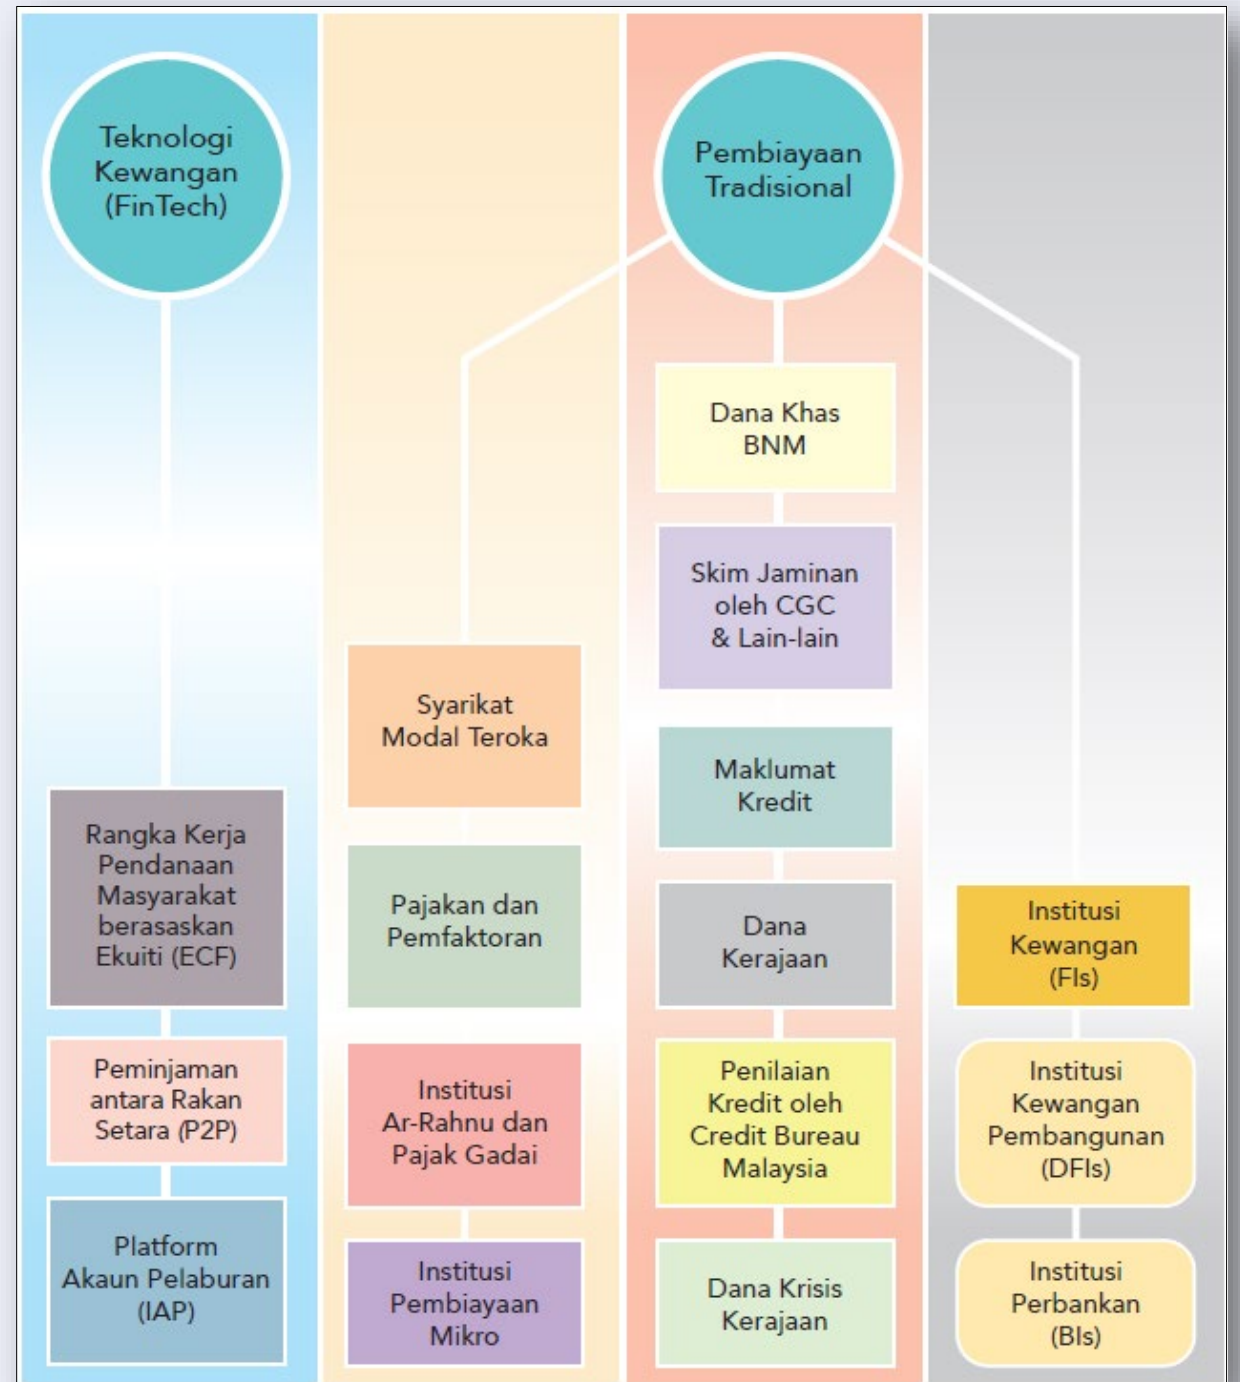 Teknologi
Kewangan
(FinTech)
Rangka Kerja
Pendanaan
Masyarakat
berasaskan
Ekuiti (ECF)
Peminjaman
antara Rakan
Setara (P2P)
Platform
Akaun Pelaburan
(IAP)
Pembiayaan
Tradisional
Syarikat
Modal Teroka
Pajakan dan
Pemfaktoran
Institusi
Ar-Rahnu dan
Pajak Gadai
Institusi
Pembiayaan
Mikro
Dana Khas
BNM
Skim Jaminan
oleh CGC
& Lain-lain
Maklumat
Kredit
Dana
Kerajaan
Penilaian
Kredit oleh
Credit Bureau
Malaysia
Dana Krisis
Kerajaan
Institusi
Kewangan
(FIs)
Institusi
Kewangan
Pembangunan
(DFIs)
Institusi
Perbankan
(BIs)